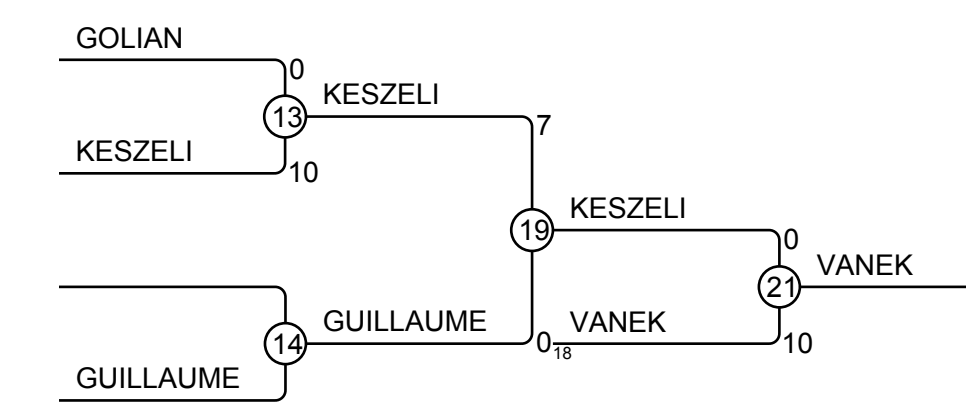 GOLIAN
0
KESZELI
13
7
KESZELI
10
KESZELI
19
0
VANEK
21
GUILLAUME
VANEK
14
0
18
10
GUILLAUME